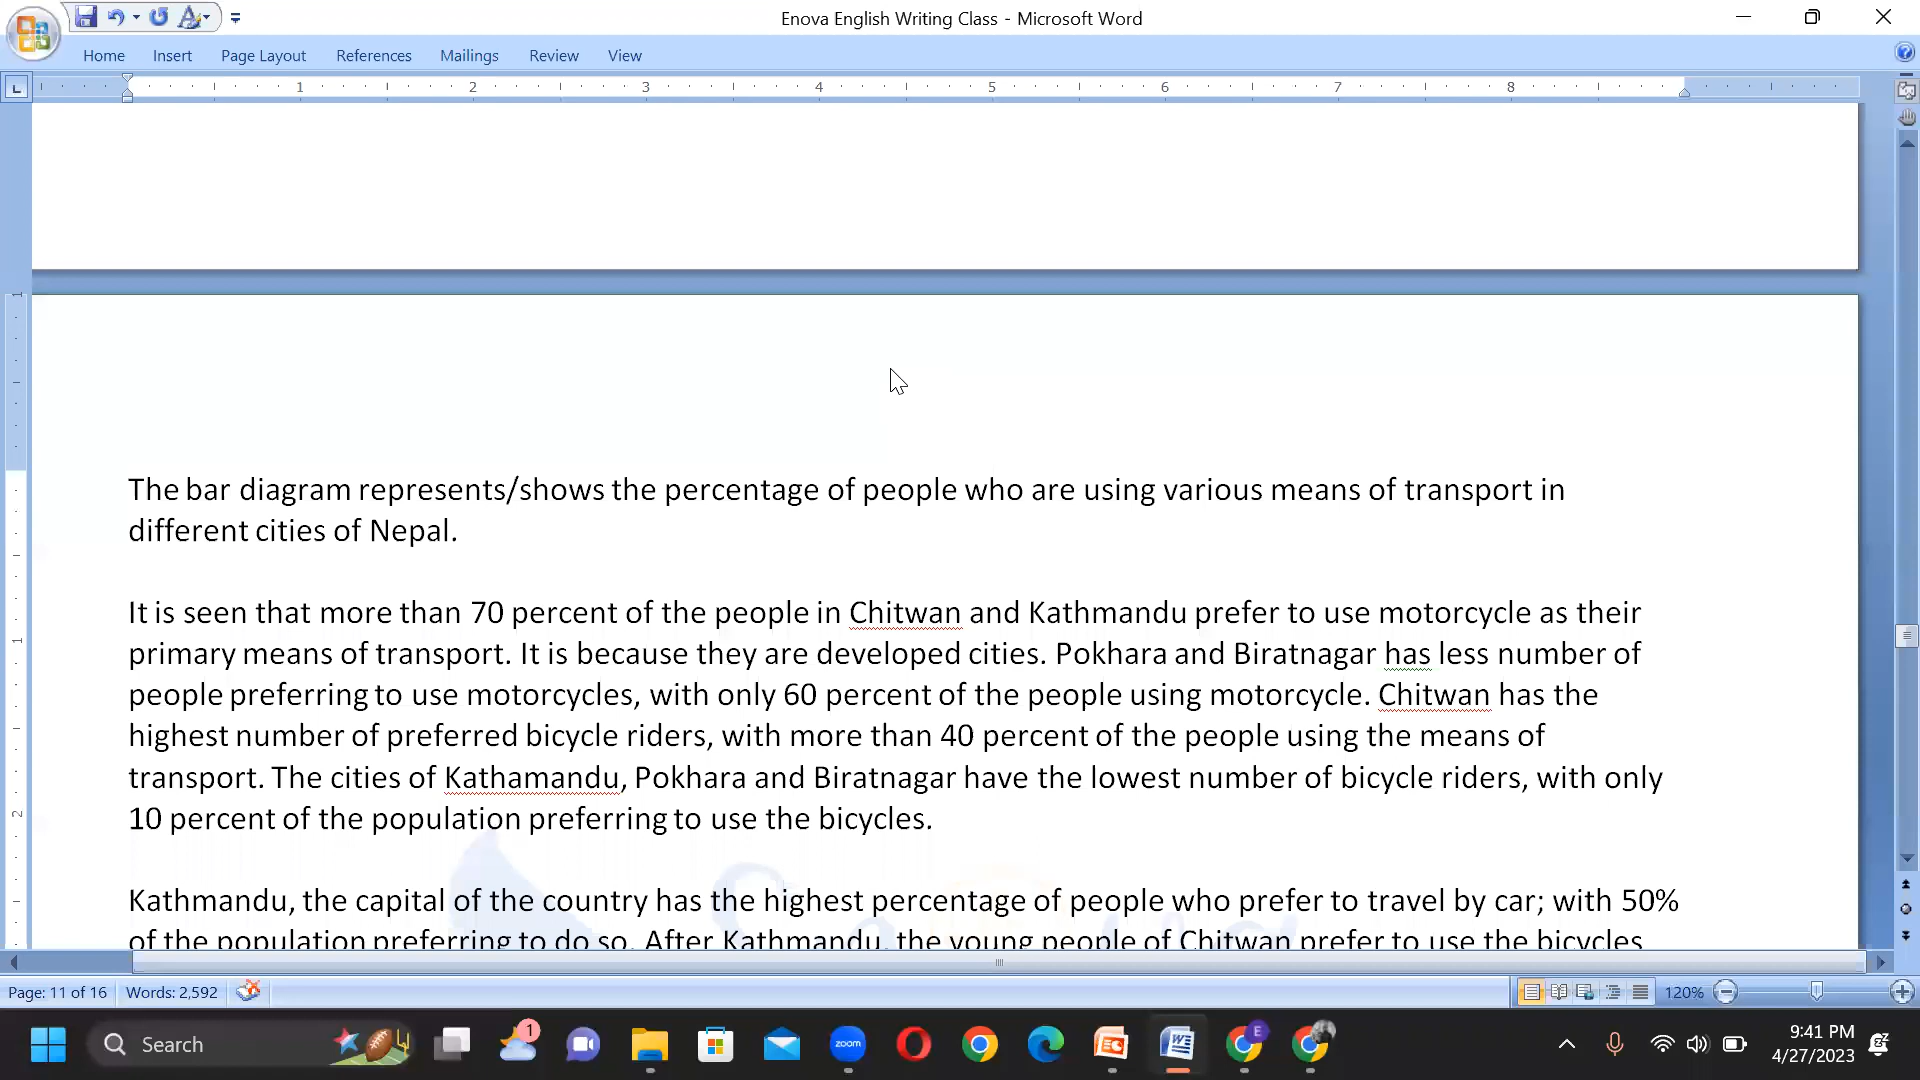 Enova English Writing Class - Microsoft Word
Home Insert Page Layout References Mailings Review View
1 2 3 4 5 6 7 8
The bar diagram represents/shows the percentage of people who are using various means of transport in
different cities of Nepal.
It is seen that more than 70 percent of the people in Chitwan and Kathmandu prefer to use motorcycle as their
primary means of transport. It is because they are developed cities. Pokhara and Biratnagar has less number of
people preferring to use motorcycles, with only 60 percent of the people using motorcycle. Chitwan has the
highest number of preferred bicycle riders, with more than 40 percent of the people using the means of
transport. The cities of Kathamandu, Pokhara and Biratnagar have the lowest number of bicycle riders, with only
10 percent of the population preferring to use the bicycles.
Kathmandu, the capital of the country has the highest percentage of people who prefer to travel by car; with 50%
of the population preferring to do so. After Kathmandu, the young people of Chitwan prefer to use the bicycles
Page: 11 of 16 Words: 2,592 120%
Search 1 zoom E 9:41 PM
4/27/2023